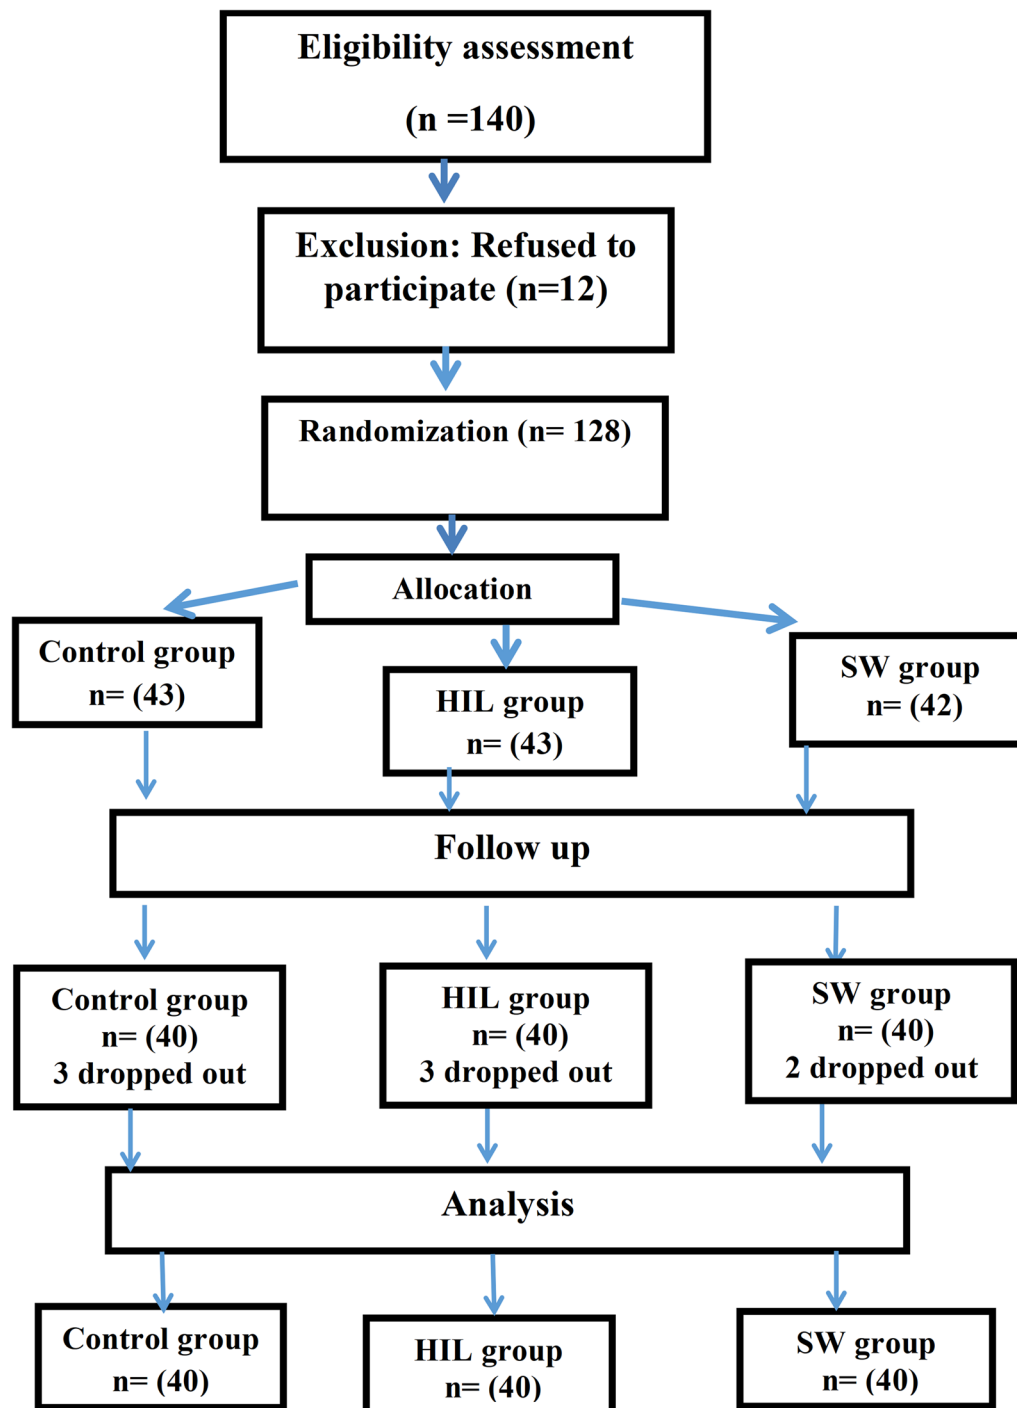 Eligibility assessment
(n =140)
Exclusion: Refused to
participate (n=12)
Randomization (n= 128)
Allocation
Control group
n= (43)
HIL group
n= (43)
SW group
n= (42)
Follow up
Control group
n= (40)
3 dropped out
HIL group
n= (40)
3 dropped out
SW group
n= (40)
2 dropped out
Analysis
Control group
n= (40)
HIL group
n= (40)
SW group
n= (40)